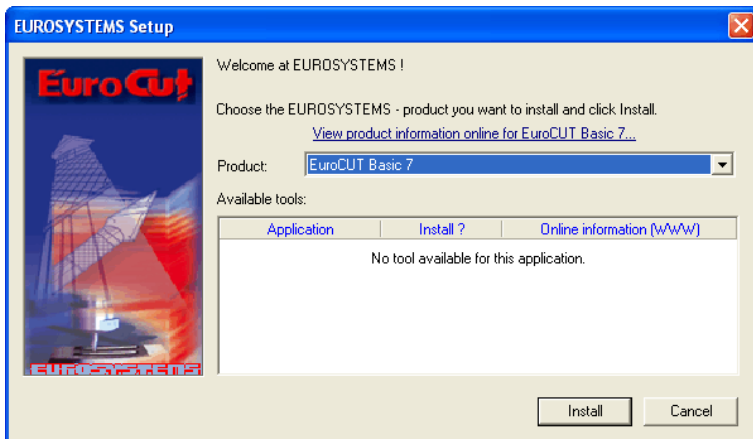 EUROSYSTEMS Setup
EuroCut
EUROSYSTEMS
Welcome at EUROSYSTEMS !
Choose the EUROSYSTEMS - product you want to install and click Install.
View product information online for EuroCUT Basic 7...
Product: EuroCUT Basic 7
Available tools:
Application Install ? Online information (WWW)
No tool available for this application.
Install Cancel